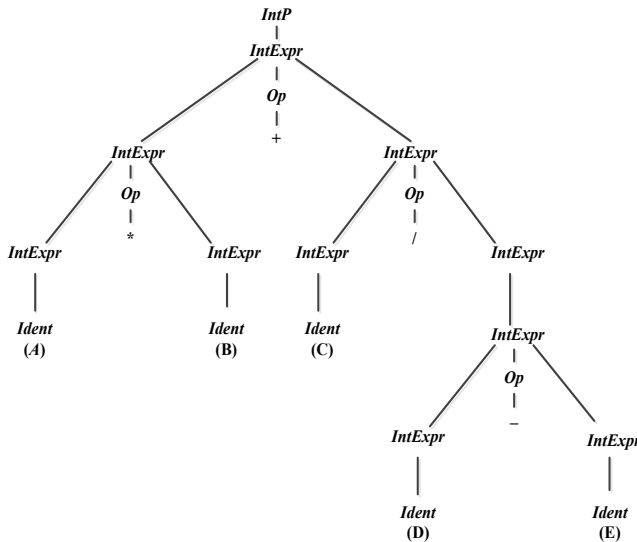 IntP
IntExpr
Op
+
IntExpr
IntExpr
Op
Op
*
/
IntExpr
IntExpr
IntExpr
IntExpr
Ident
Ident
Ident
IntExpr
(A)
(B)
(C)
Op
–
IntExpr
IntExpr
Ident
Ident
(D)
(E)